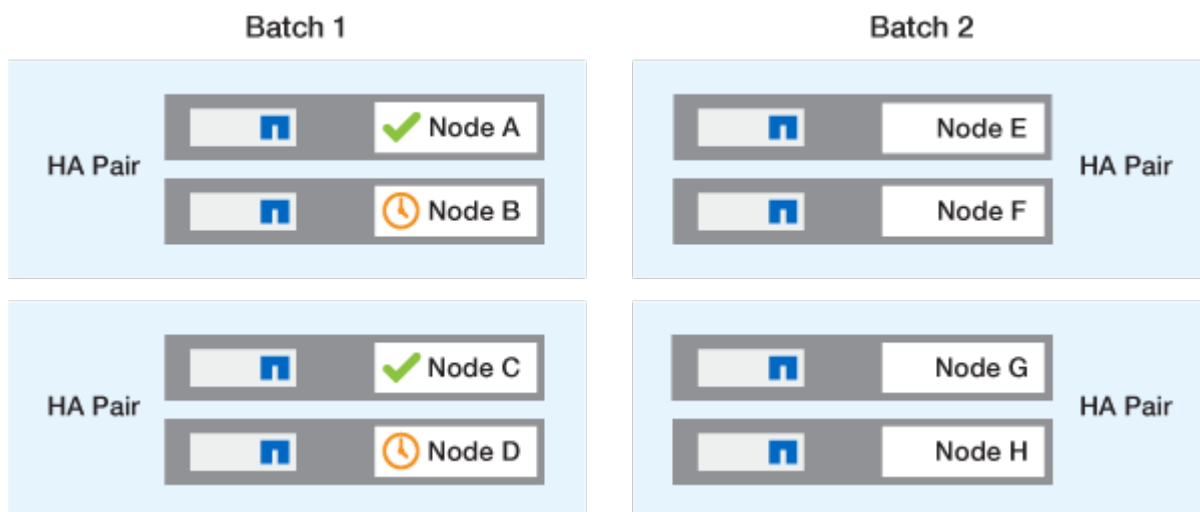 Batch 1
HA Pair
Node A
Node B
HA Pair
Node C
Node D
Batch 2
Node E
Node F
HA Pair
Node G
Node H
HA Pair